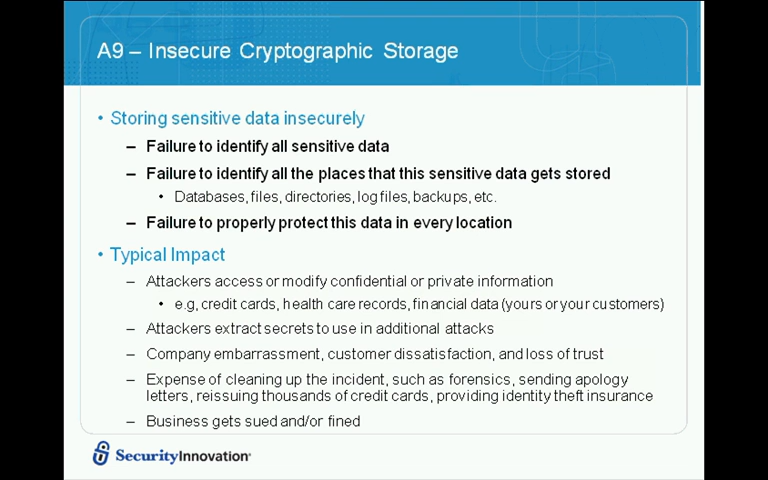 A9 – Insecure Cryptographic Storage
• Storing sensitive data insecurely
– Failure to identify all sensitive data
– Failure to identify all the places that this sensitive data gets stored
• Databases, files, directories, log files, backups, etc.
– Failure to properly protect this data in every location
• Typical Impact
– Attackers access or modify confidential or private information
• e.g, credit cards, health care records, financial data (yours or your customers)
– Attackers extract secrets to use in additional attacks
– Company embarrassment, customer dissatisfaction, and loss of trust
– Expense of cleaning up the incident, such as forensics, sending apology
letters, reissuing thousands of credit cards, providing identity theft insurance
– Business gets sued and/or fined
SecurityInnovation